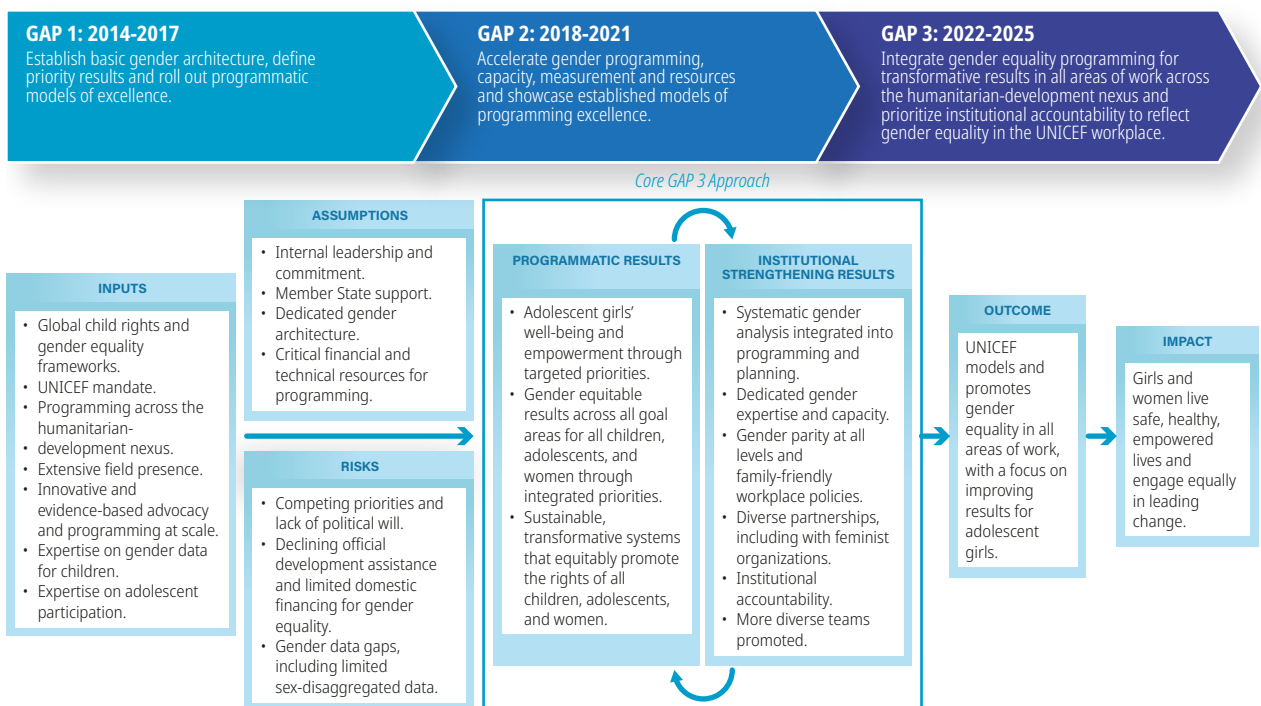 GAP 1: 2014-2017
Establish basic gender architecture, define
priority results and roll out programmatic
models of excellence.
GAP 2: 2018-2021
Accelerate gender programming,
capacity, measurement and resources
and showcase established models of
programming excellence.
GAP 3: 2022-2025
Integrate gender equality programming for
transformative results in all areas of work across
the humanitarian-development nexus and
prioritize institutional accountability to reflect
gender equality in the UNICEF workplace.
Core GAP 3 Approach
INPUTS
• Global child rights and
gender equality
frameworks.
• UNICEF mandate.
• Programming across the
humanitarian-
• development nexus.
• Extensive field presence.
• Innovative and
evidence-based advocacy
and programming at scale.
• Expertise on gender data
for children.
• Expertise on adolescent
participation.
ASSUMPTIONS
• Internal leadership and
commitment.
• Member State support.
• Dedicated gender
architecture.
• Critical financial and
technical resources for
programming.
RISKS
• Competing priorities and
lack of political will.
• Declining official
development assistance
and limited domestic
financing for gender
equality.
• Gender data gaps,
including limited
sex-disaggregated data.
PROGRAMMATIC RESULTS
• Adolescent girls’
well-being and
empowerment through
targeted priorities.
• Gender equitable
results across all goal
areas for all children,
adolescents, and
women through
integrated priorities.
• Sustainable,
transformative systems
that equitably promote
the rights of all
children, adolescents,
and women.
INSTITUTIONAL
STRENGTHENING RESULTS
• Systematic gender
analysis integrated into
programming and
planning.
• Dedicated gender
expertise and capacity.
• Gender parity at all
levels and
family-friendly
workplace policies.
• Diverse partnerships,
including with feminist
organizations.
• Institutional
accountability.
• More diverse teams
promoted.
OUTCOME
UNICEF
models and
promotes
gender
equality in all
areas of work,
with a focus on
improving
results for
adolescent
girls.
IMPACT
Girls and
women live
safe, healthy,
empowered
lives and
engage equally
in leading
change.